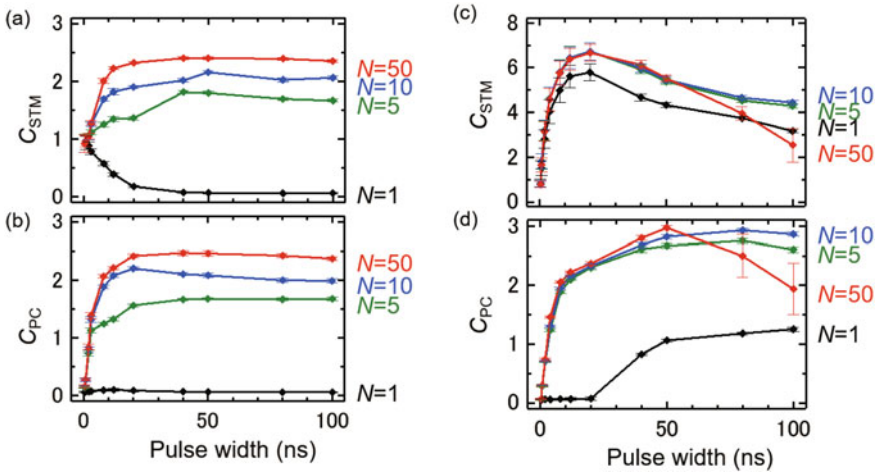 (a)
C_STM
3
2
1
0
N=50
N=10
N=5
N=1
(b)
C_PC
3
2
1
0
N=50
N=10
N=5
N=1
0 50 100
Pulse width (ns)
(c)
C_STM
8
6
4
2
0
N=10
N=5
N=1
N=50
(d)
C_PC
3
2
1
0
N=10
N=5
N=50
N=1
0 50 100
Pulse width (ns)